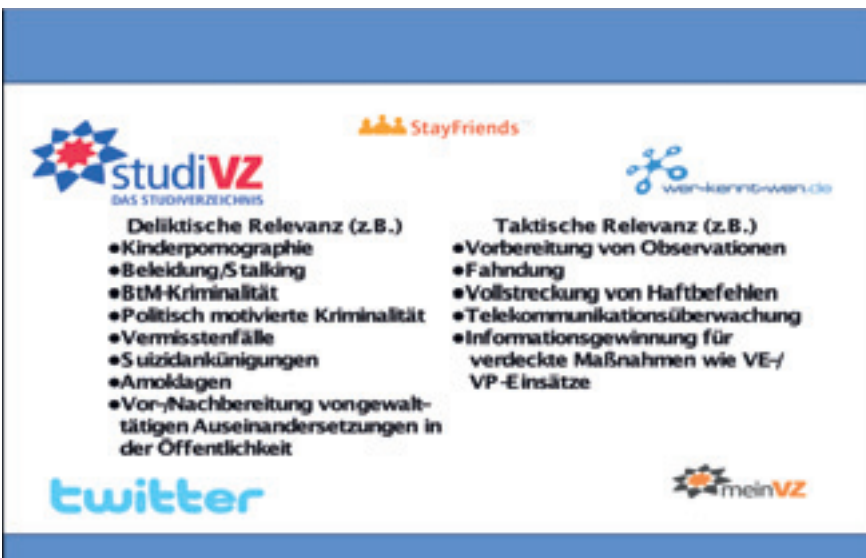 StayFriends
studiVZ
DAS STUDIVERZEICHNIS
wer-kennt-wen.de
Deliktische Relevanz (z.B.)
●Kinderpornographie
●Beleidung/Stalking
●BtM-Kriminalität
●Politisch motivierte Kriminalität
●Vermisstenfälle
●Suizidankünigungen
●Amoklagen
●Vor-/Nachbereitung von gewalt-
tätigen Auseinandersetzungen in
der Öffentlichkeit
Taktische Relevanz (z.B.)
●Vorbereitung von Observationen
●Fahndung
●Vollstreckung von Haftbefehlen
●Telekommunikationsüberwachung
●Informationsgewinnung für
verdeckte Maßnahmen wie VE-/
VP-Einsätze
twitter
meinVZ